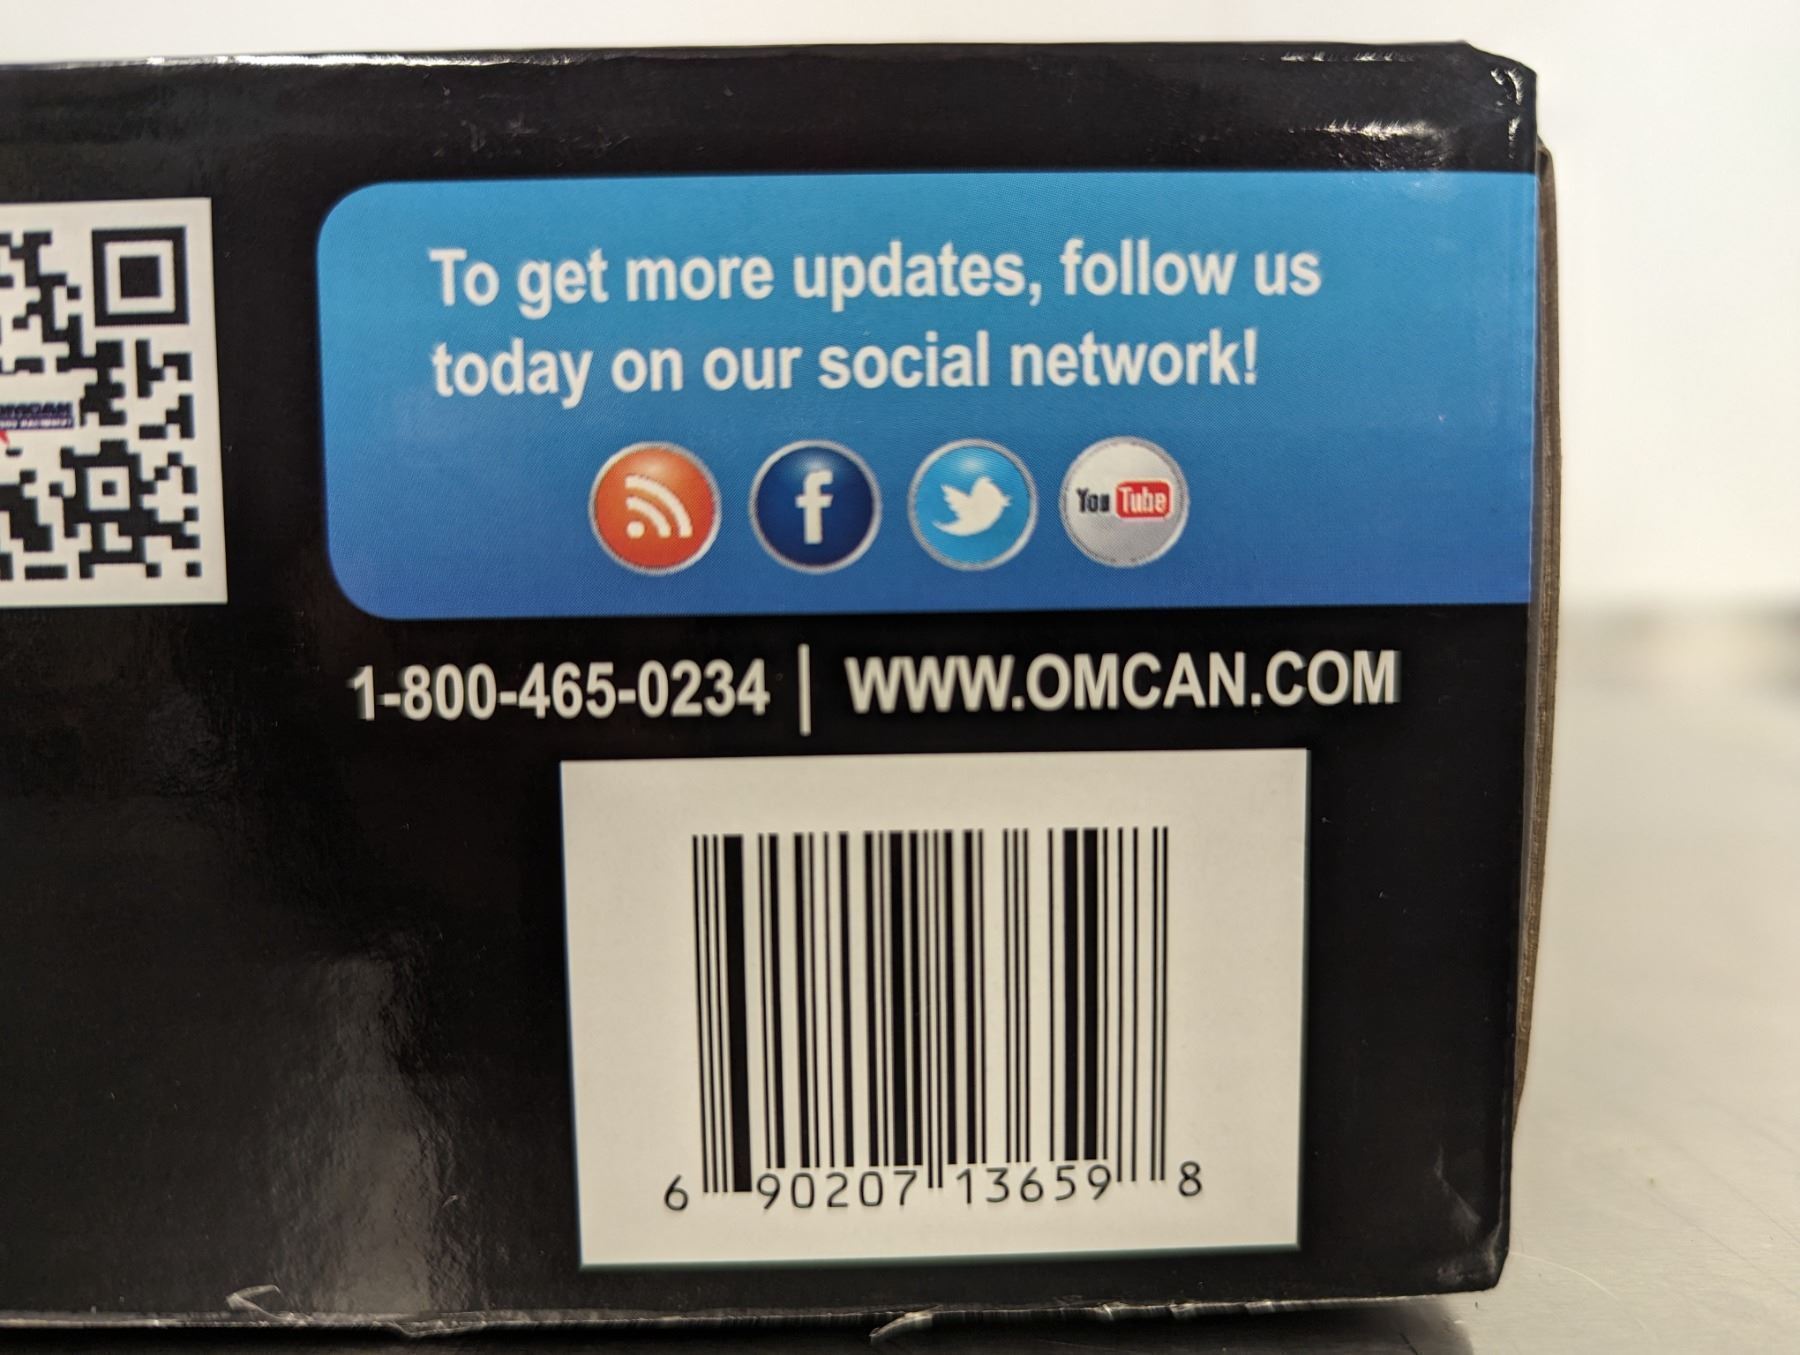 To get more updates, follow us
today on our social network!
You Tube
1-800-465-0234 | WWW.OMCAN.COM
6 90207 13659 8